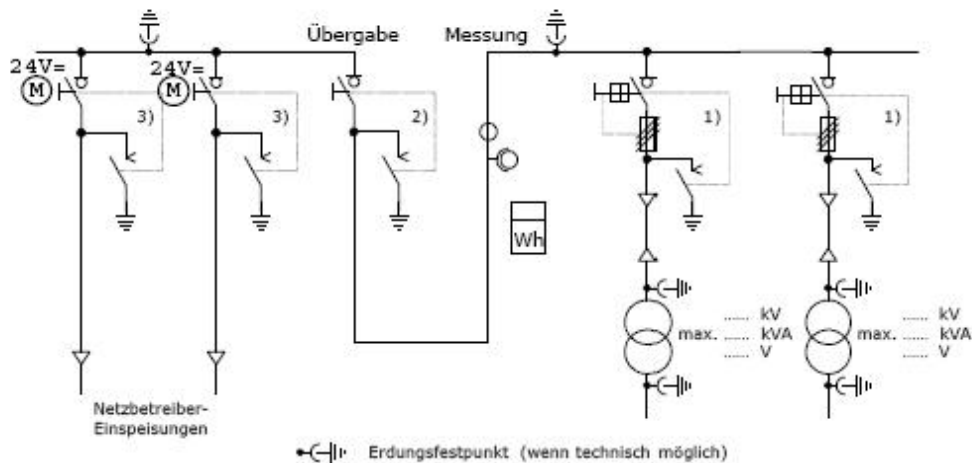 Übergabe
Messung
24V=
24V=
M
M
3)
3)
2)
1)
1)
Wh
max.
...... kV
...... kVA
...... V
max.
...... kV
...... kVA
...... V
Netzbetreiber-
Einspeisungen
Erdungsfestpunkt (wenn technisch möglich)